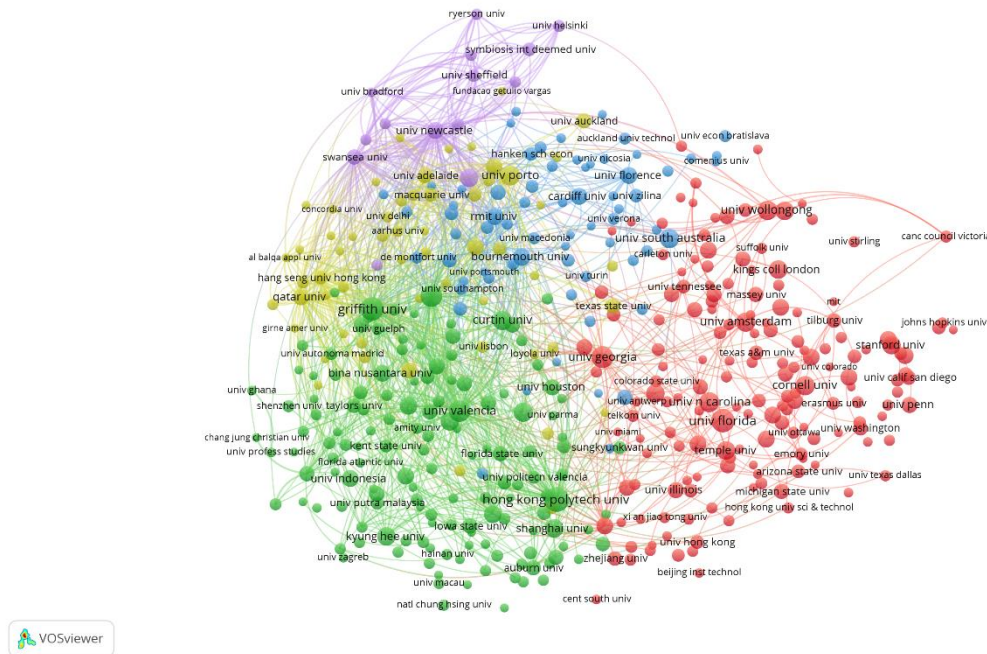 ryerson univ
univ helsinki
symbiosis int deemed univ
univ sheffield
univ bradford
fundacao getulio vargas
univ auckland
univ newcastle
auckland univ technol
univ econ bratislava
swansea univ
hanken sch econ
univ nicosia
comenius univ
univ adelaide
univ porto
univ florence
macquarie univ
cardiff univ
univ zilina
concordia univ
univ delhi
rmit univ
univ verona
univ wollongong
aarhus univ
univ macedonia
univ south australia
univ stirling
canc council victoria
al balqa appl univ
de montfort univ
bournemouth univ
carleton univ
suffolk univ
hang seng univ hong kong
univ portsmouth
univ turin
kings coll london
univ southampton
univ tennesee
massey univ
qatar univ
griffith univ
texas state univ
mit
girne amer univ
univ guelph
curtin univ
univ amsterdam
tilburg univ
johns hopkins univ
univ autonoma madrid
univ lisbon
loyola univ
univ georgia
texas a&m univ
stanford univ
bina nusantara univ
univ colorado
univ calif san diego
univ ghana
univ houston
colorado state univ
cornell univ
shenzhen univ
taylors univ
univ valencia
univ parma
univ antwerp
univ n carolina
erasmus univ
univ penn
amity univ
telkom univ
univ florida
chang jung christian univ
univ miami
univ ottawa
univ washington
univ profess studies
kent state univ
florida state univ
sungkyunkwan univ
temple univ
emory univ
florida atlantic univ
arizona state univ
univ indonesia
univ politecn valencia
univ texas dallas
univ putra malaysia
hong kong polytech univ
univ illinois
michigan state univ
hong kong univ sci & technol
iowa state univ
shanghai univ
xi an jiao tong univ
kyung hee univ
univ hong kong
univ zagreb
hainan univ
zhejiang univ
auburn univ
beijing inst technol
univ macau
natl chung hsing univ
cent south univ
VOSviewer